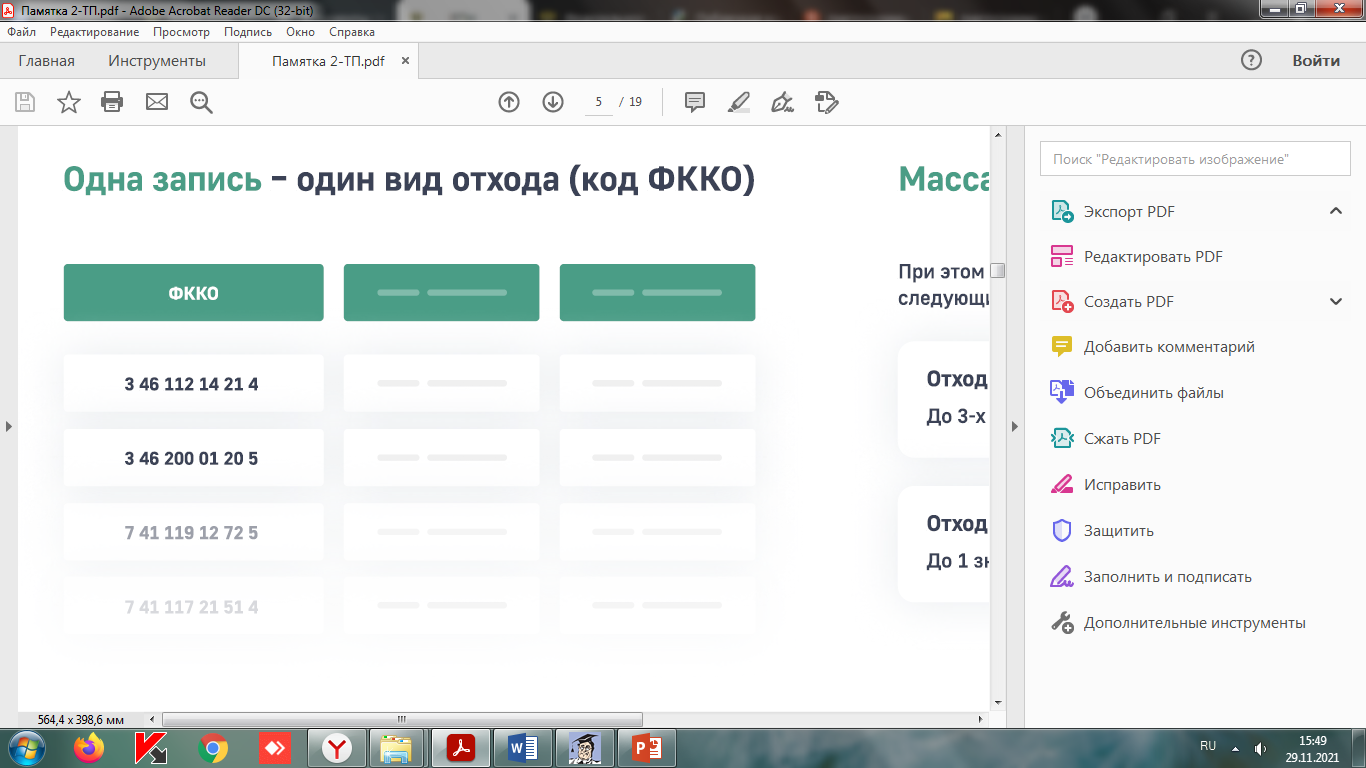 Памятка 2-ТП.pdf - Adobe Acrobat Reader DC (32-bit)
Файл Редактирование Просмотр Подпись Окно Справка
Главная Инструменты Памятка 2-ТП.pdf × Войти
5 / 19
Одна запись – один вид отхода (код ФККО)
ФККО
3 46 112 14 21 4
3 46 200 01 20 5
7 41 119 12 72 5
7 41 117 21 51 4
Масса
При этом
следующи
Отход
До 3-х
Отход
До 1 зн
Поиск "Редактировать изображение"
Экспорт PDF
Редактировать PDF
Создать PDF
Добавить комментарий
Объединить файлы
Сжать PDF
Исправить
Защитить
Заполнить и подписать
Дополнительные инструменты
564,4 x 398,6 мм
RU
15:49
29.11.2021